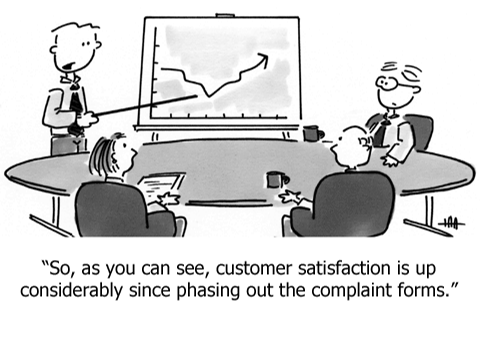 “So, as you can see, customer satisfaction is up
considerably since phasing out the complaint forms.”